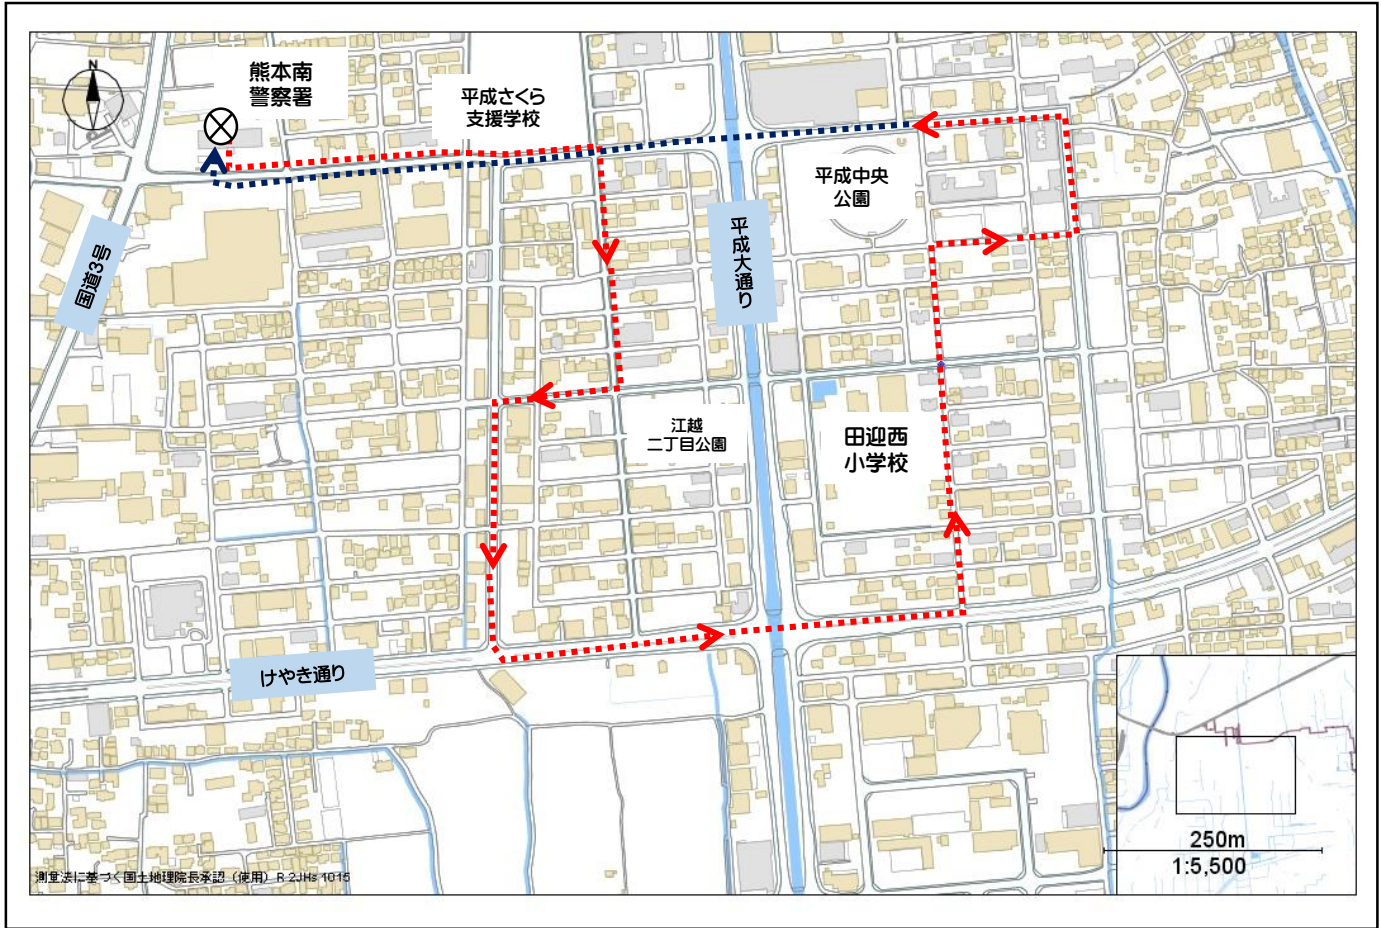 N
熊本南
警察署
平成さくら
支援学校
平成中央
公園
国道3号
平成大通り
江越
二丁目公園
田迎西
小学校
けやき通り
250m
1:5,500
測量法に基づく国土地理院長承認（使用）R 2JHs 1015